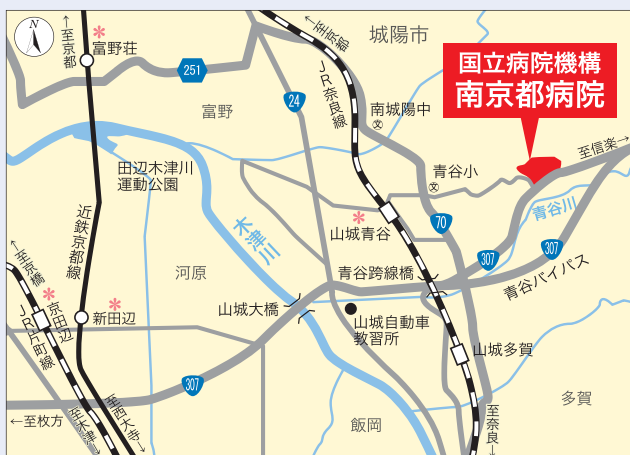 N
←至京都
富野荘
251
富野
24
←至京都
JR奈良線
城陽市
南城陽中
文
国立病院機構
南京都病院
至信楽→
青谷小
文
田辺木津川
運動公園
近鉄京都線
木津川
山城青谷
70
青谷川
307
307
青谷バイパス
←至京橋
京田辺
JR片町線
河原
新田辺
山城大橋
青谷跨線橋
山城自動車
教習所
山城多賀
307
←至枚方
至木津→
至西大寺→
飯岡
至奈良→
多賀